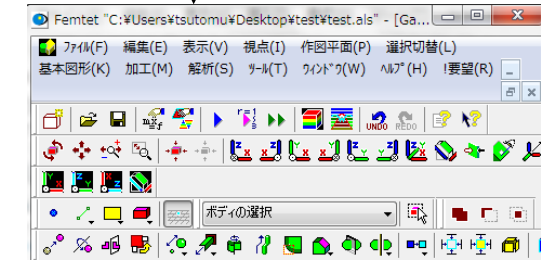 Femtet "C:¥Users¥tsutomu¥Desktop¥test¥test.als" - [Ga...
ﾌｧｲﾙ(F) 編集(E) 表示(V) 視点(I) 作図平面(P) 選択切替(L)
基本図形(K) 加工(M) 解析(S) ﾂｰﾙ(T) ｳｨﾝﾄﾞｳ(W) ﾍﾙﾌﾟ(H) !要望(R)
r=1
UNDO REDO
ボディの選択